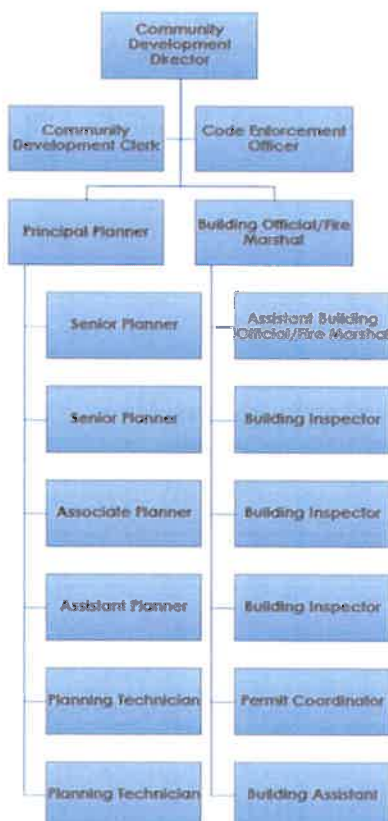 Community
Development
Director
Community
Development Clerk
Code Enforcement
Officer
Principal Planner
Building Official/Fire
Marshal
Senior Planner
Assistant Building
Official/Fire Marshal
Senior Planner
Building Inspector
Associate Planner
Building Inspector
Assistant Planner
Building Inspector
Planning Technician
Permit Coordinator
Planning Technician
Building Assistant